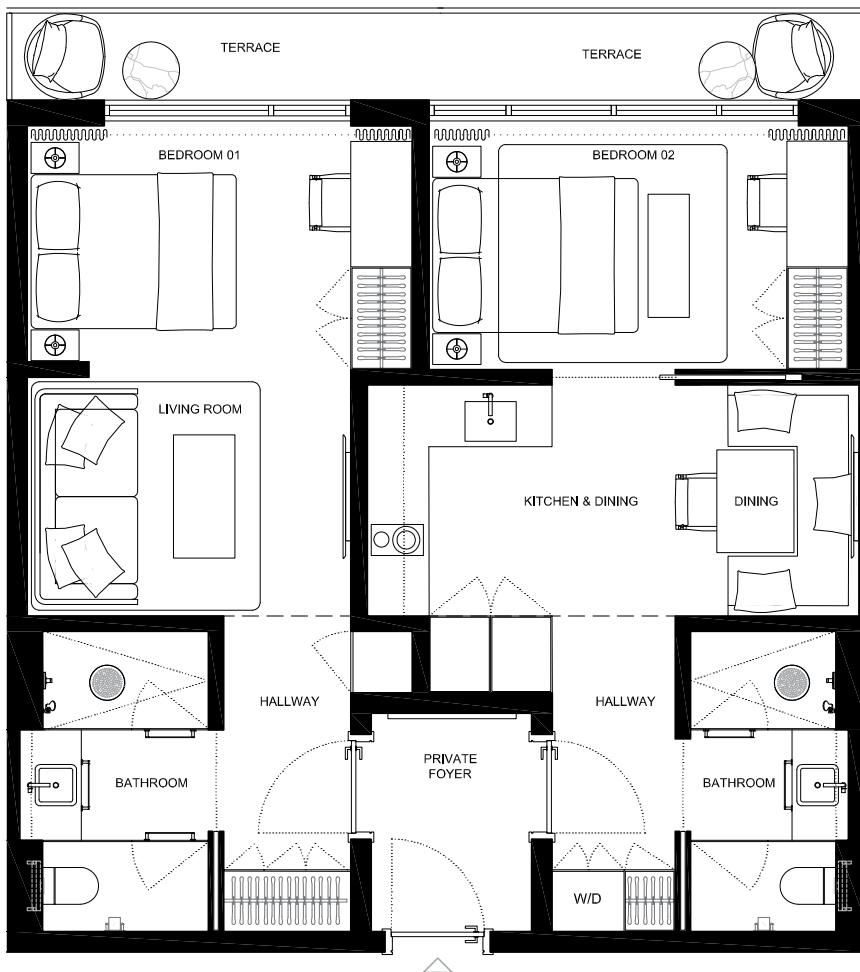 TERRACE
TERRACE
BEDROOM 01
BEDROOM 02
LIVING ROOM
KITCHEN & DINING
DINING
HALLWAY
HALLWAY
PRIVATE
FOYER
BATHROOM
BATHROOM
W/D